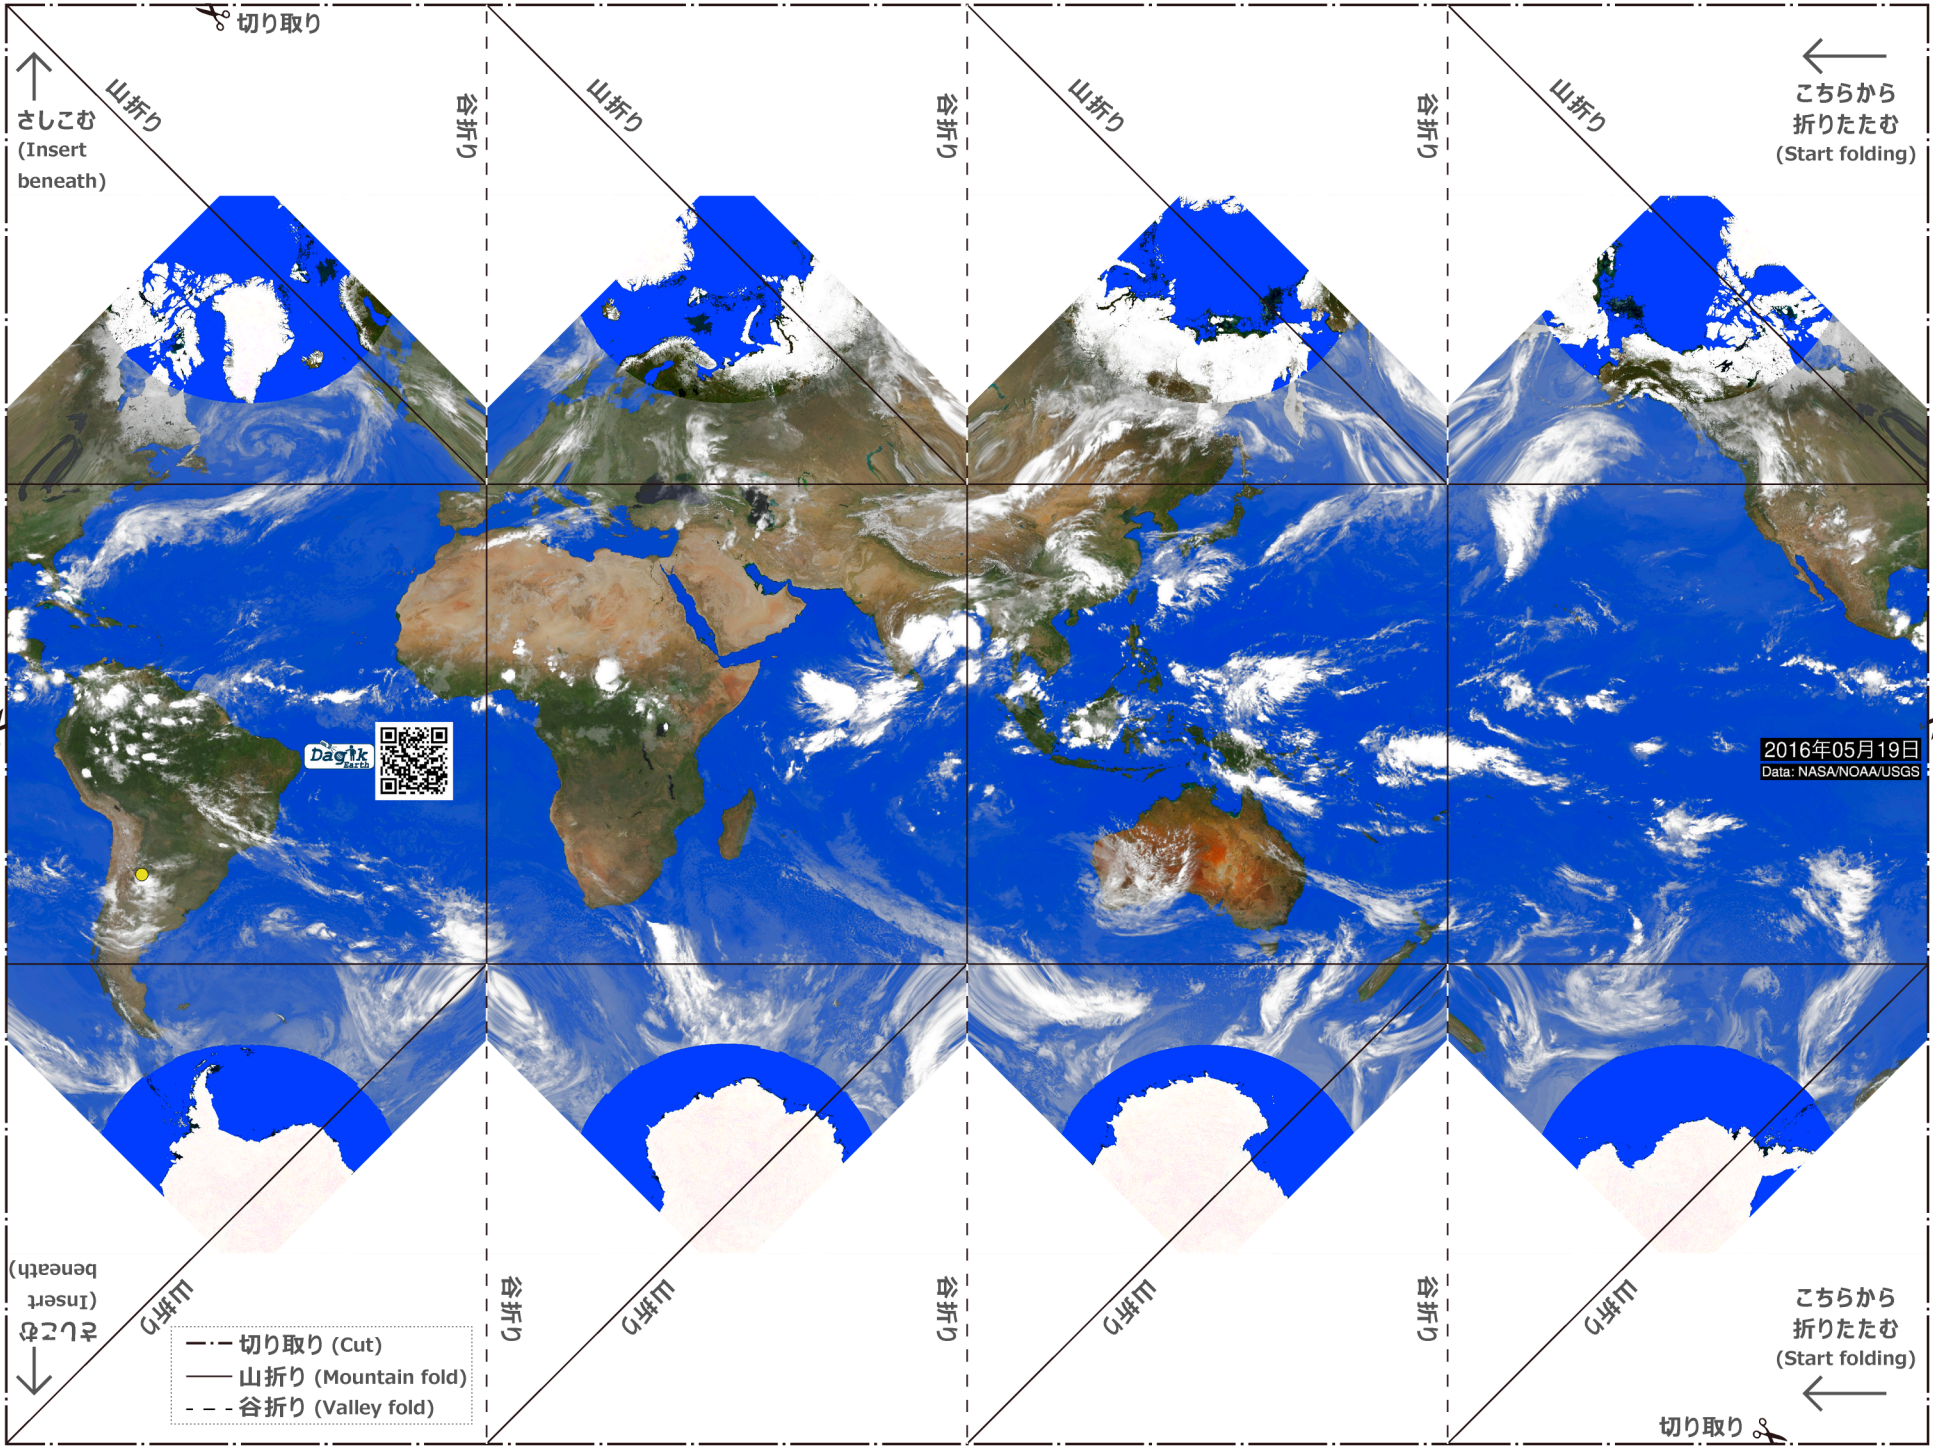 切り取り
山折り
谷折り
山折り
谷折り
山折り
谷折り
山折り
さしこむ
(Insert
beneath)
こちらから
折りたたむ
(Start folding)
Dagik
Earth
2016年05月19日
Data: NASA/NOAA/USGS
さしこむ
(Insert
beneath)
山折り
谷折り
山折り
谷折り
山折り
谷折り
山折り
こちらから
折りたたむ
(Start folding)
切り取り (Cut)
山折り (Mountain fold)
谷折り (Valley fold)
切り取り